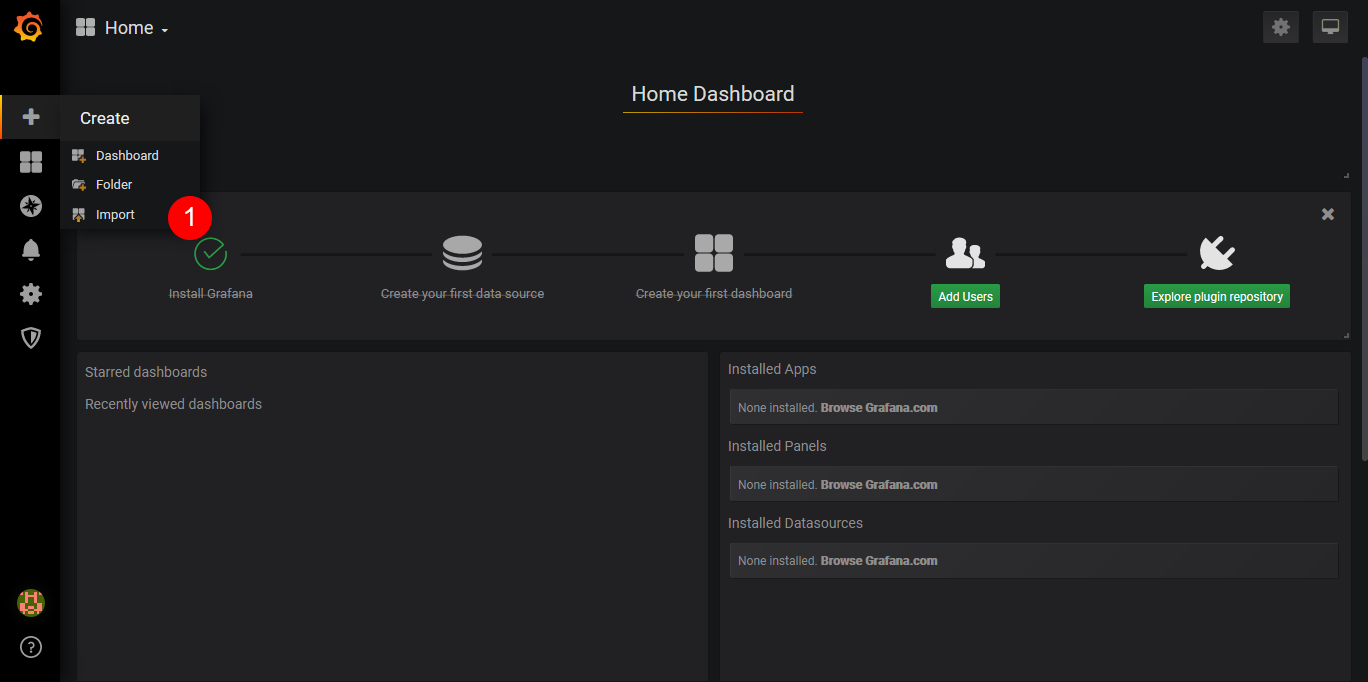 Home
Home Dashboard
Create
Dashboard
Folder
Import
1
Install Grafana
Create your first data source
Create your first dashboard
Add Users
Explore plugin repository
Starred dashboards
Recently viewed dashboards
Installed Apps
None installed. Browse Grafana.com
Installed Panels
None installed. Browse Grafana.com
Installed Datasources
None installed. Browse Grafana.com
?